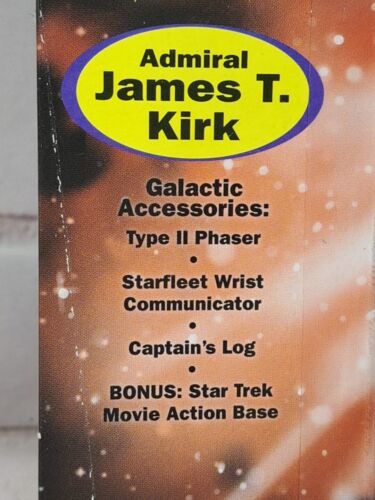 Admiral
James T.
Kirk
Galactic
Accessories:
Type II Phaser
•
Starfleet Wrist
Communicator
•
Captain's Log
•
BONUS: Star Trek
Movie Action Base